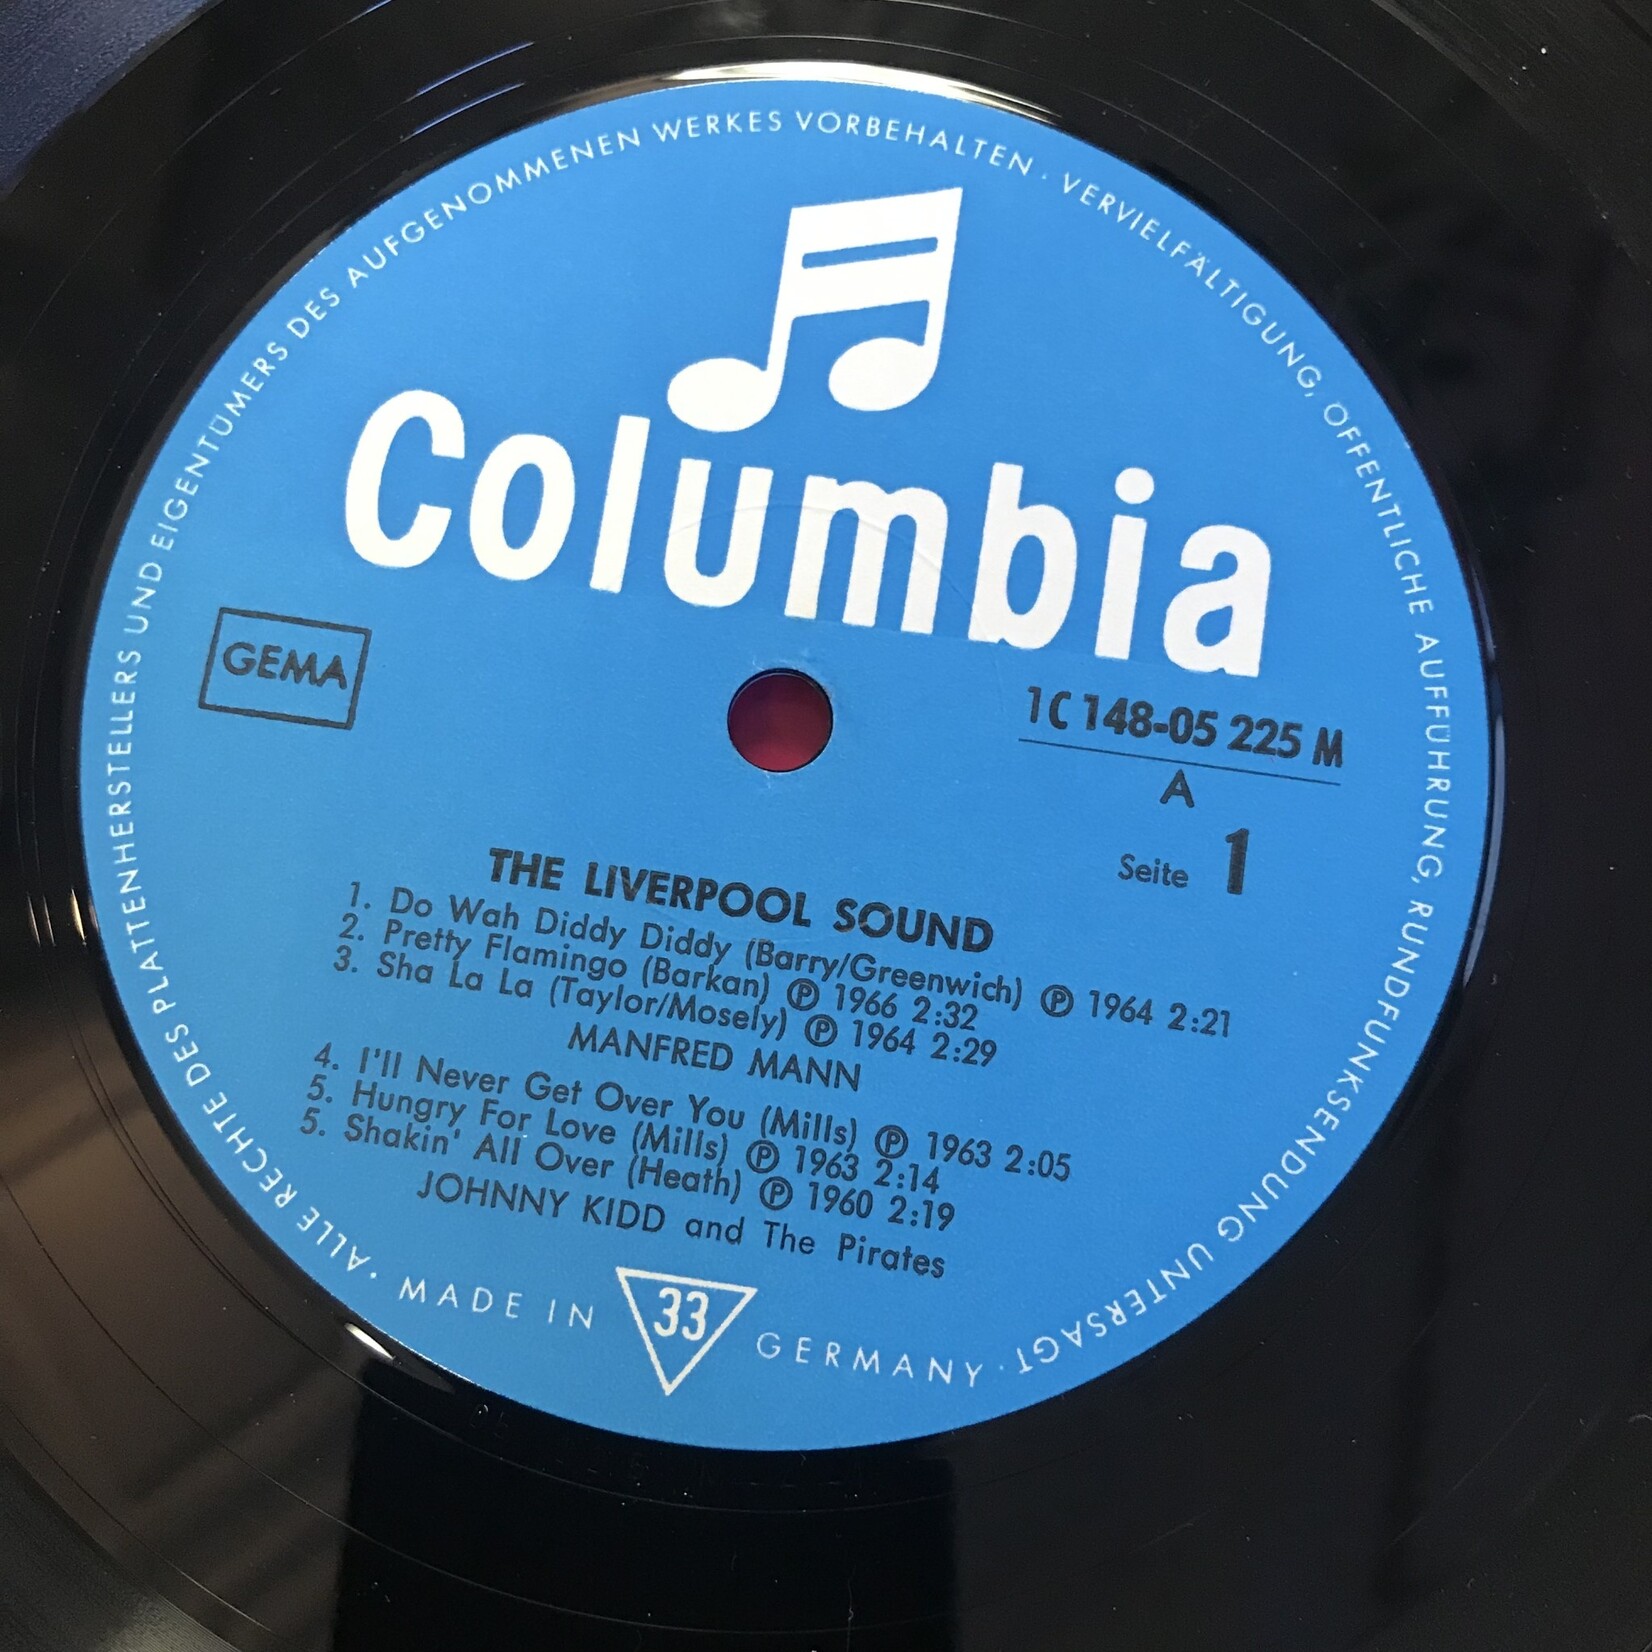 ALLE RECHTE DES PLATTENHERSTELLERS UND EIGENTÜMERS DES AUFGENOMMENEN WERKES VORBEHALTEN · VERVIELFÄLTIGUNG, ÖFFENTLICHE AUFFÜHRUNG, RUNDFUNKSENDUNG UNTERSAGT ·
Columbia
GEMA
1C 148-05 225 M
A
Seite 1
THE LIVERPOOL SOUND
1. Do Wah Diddy Diddy (Barry/Greenwich) Ⓟ 1964 2:21
2. Pretty Flamingo (Barkan) Ⓟ 1966 2:32
3. Sha La La (Taylor/Mosely) Ⓟ 1964 2:29
MANFRED MANN
4. I'll Never Get Over You (Mills) Ⓟ 1963 2:05
5. Hungry For Love (Mills) Ⓟ 1963 2:14
5. Shakin' All Over (Heath) Ⓟ 1960 2:19
JOHNNY KIDD and The Pirates
· MADE IN 33 GERMANY ·